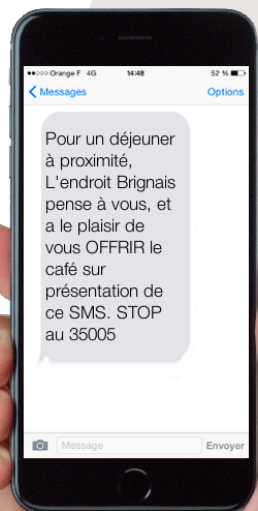 ●●○○○ Orange F 4G 14:48 52 %
Messages Options
Pour un déjeuner
à proximité,
L'endroit Brignais
pense à vous, et
a le plaisir de
vous OFFRIR le
café sur
présentation de
ce SMS. STOP
au 35005
Message Envoyer